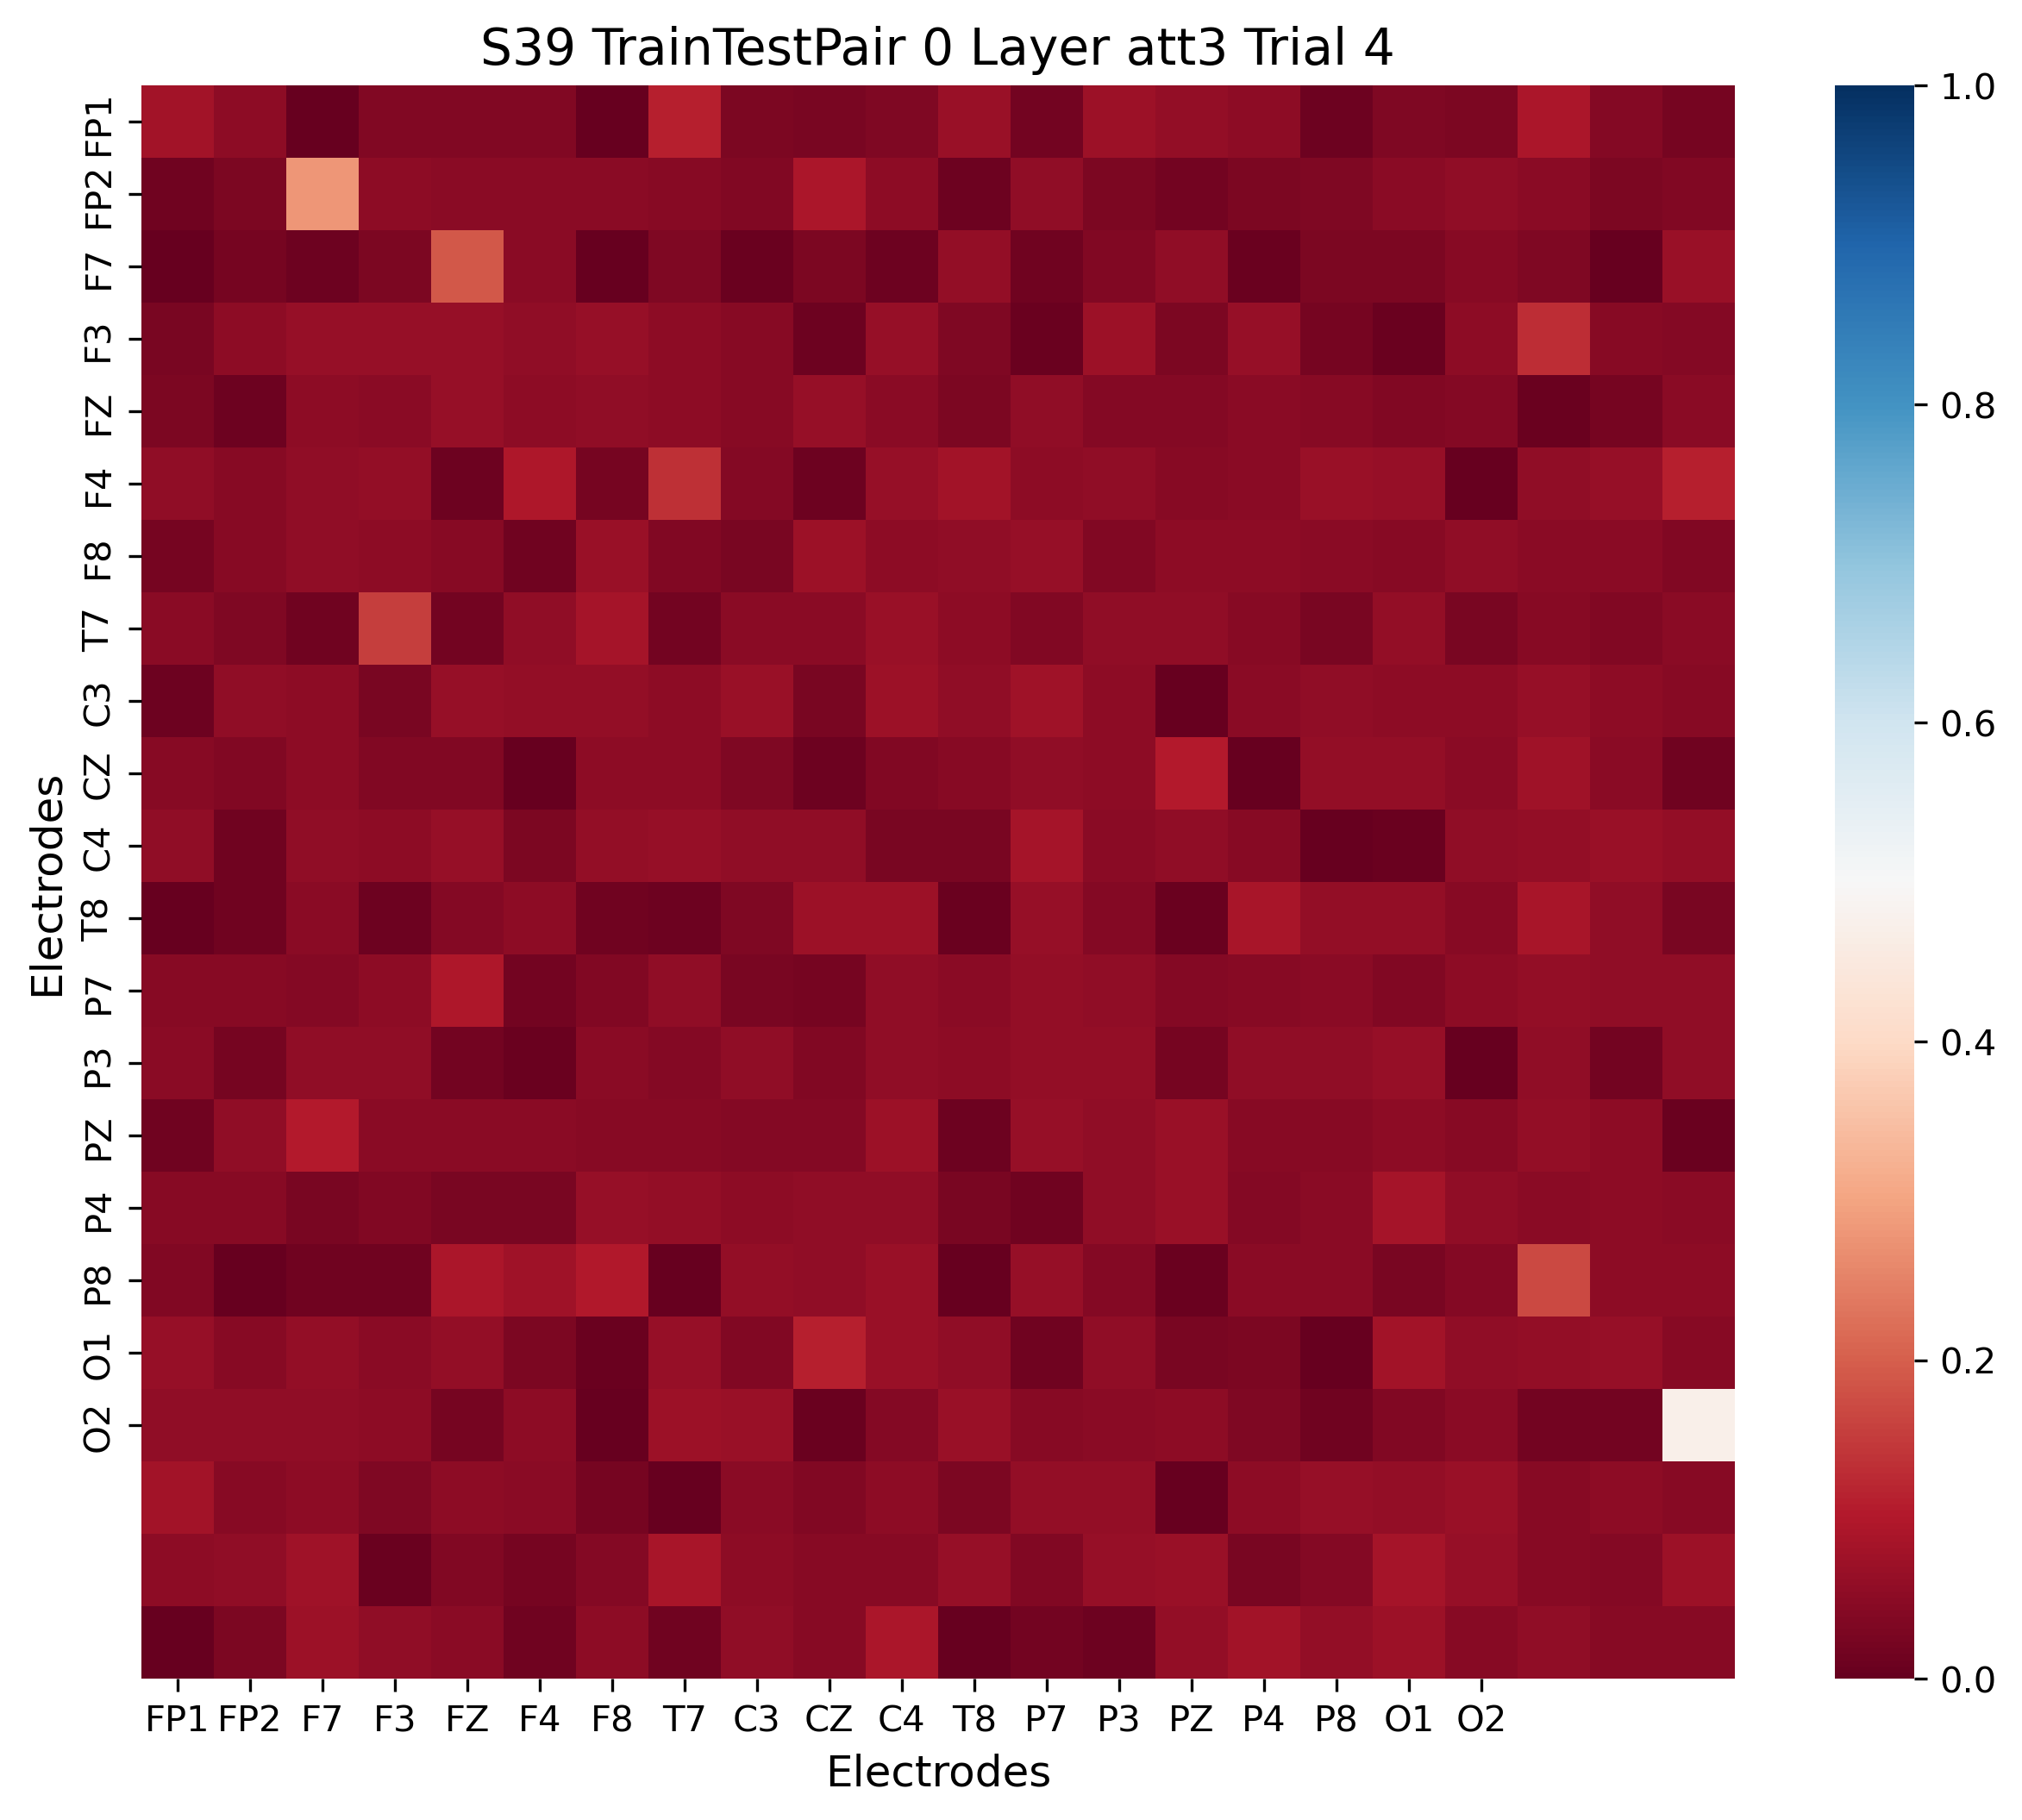 S39 TrainTestPair 0 Layer att3 Trial 4
Electrodes
FP1
FP2
F7
F3
FZ
F4
F8
T7
C3
CZ
C4
T8
P7
P3
PZ
P4
P8
O1
O2
FP1 FP2 F7 F3 FZ F4 F8 T7 C3 CZ C4 T8 P7 P3 PZ P4 P8 O1 O2
Electrodes
1.0
0.8
0.6
0.4
0.2
0.0